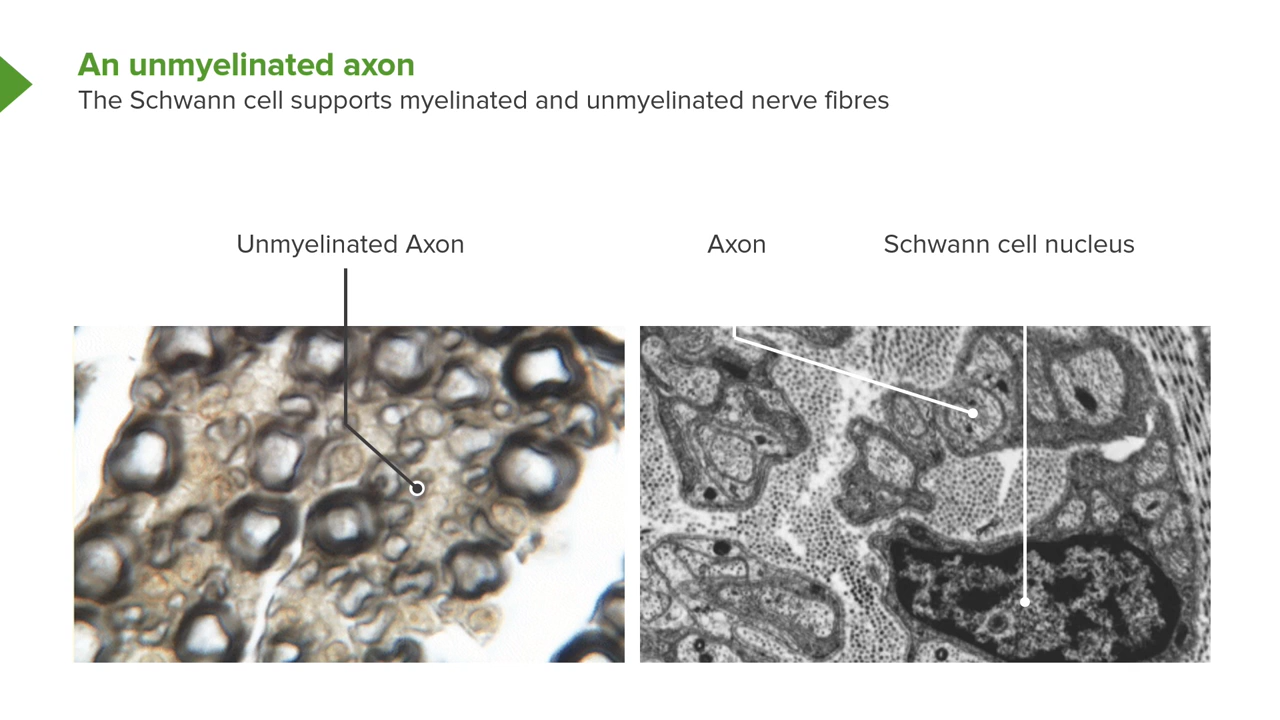 An unmyelinated axon
The Schwann cell supports myelinated and unmyelinated nerve fibres
Unmyelinated Axon
Axon
Schwann cell nucleus